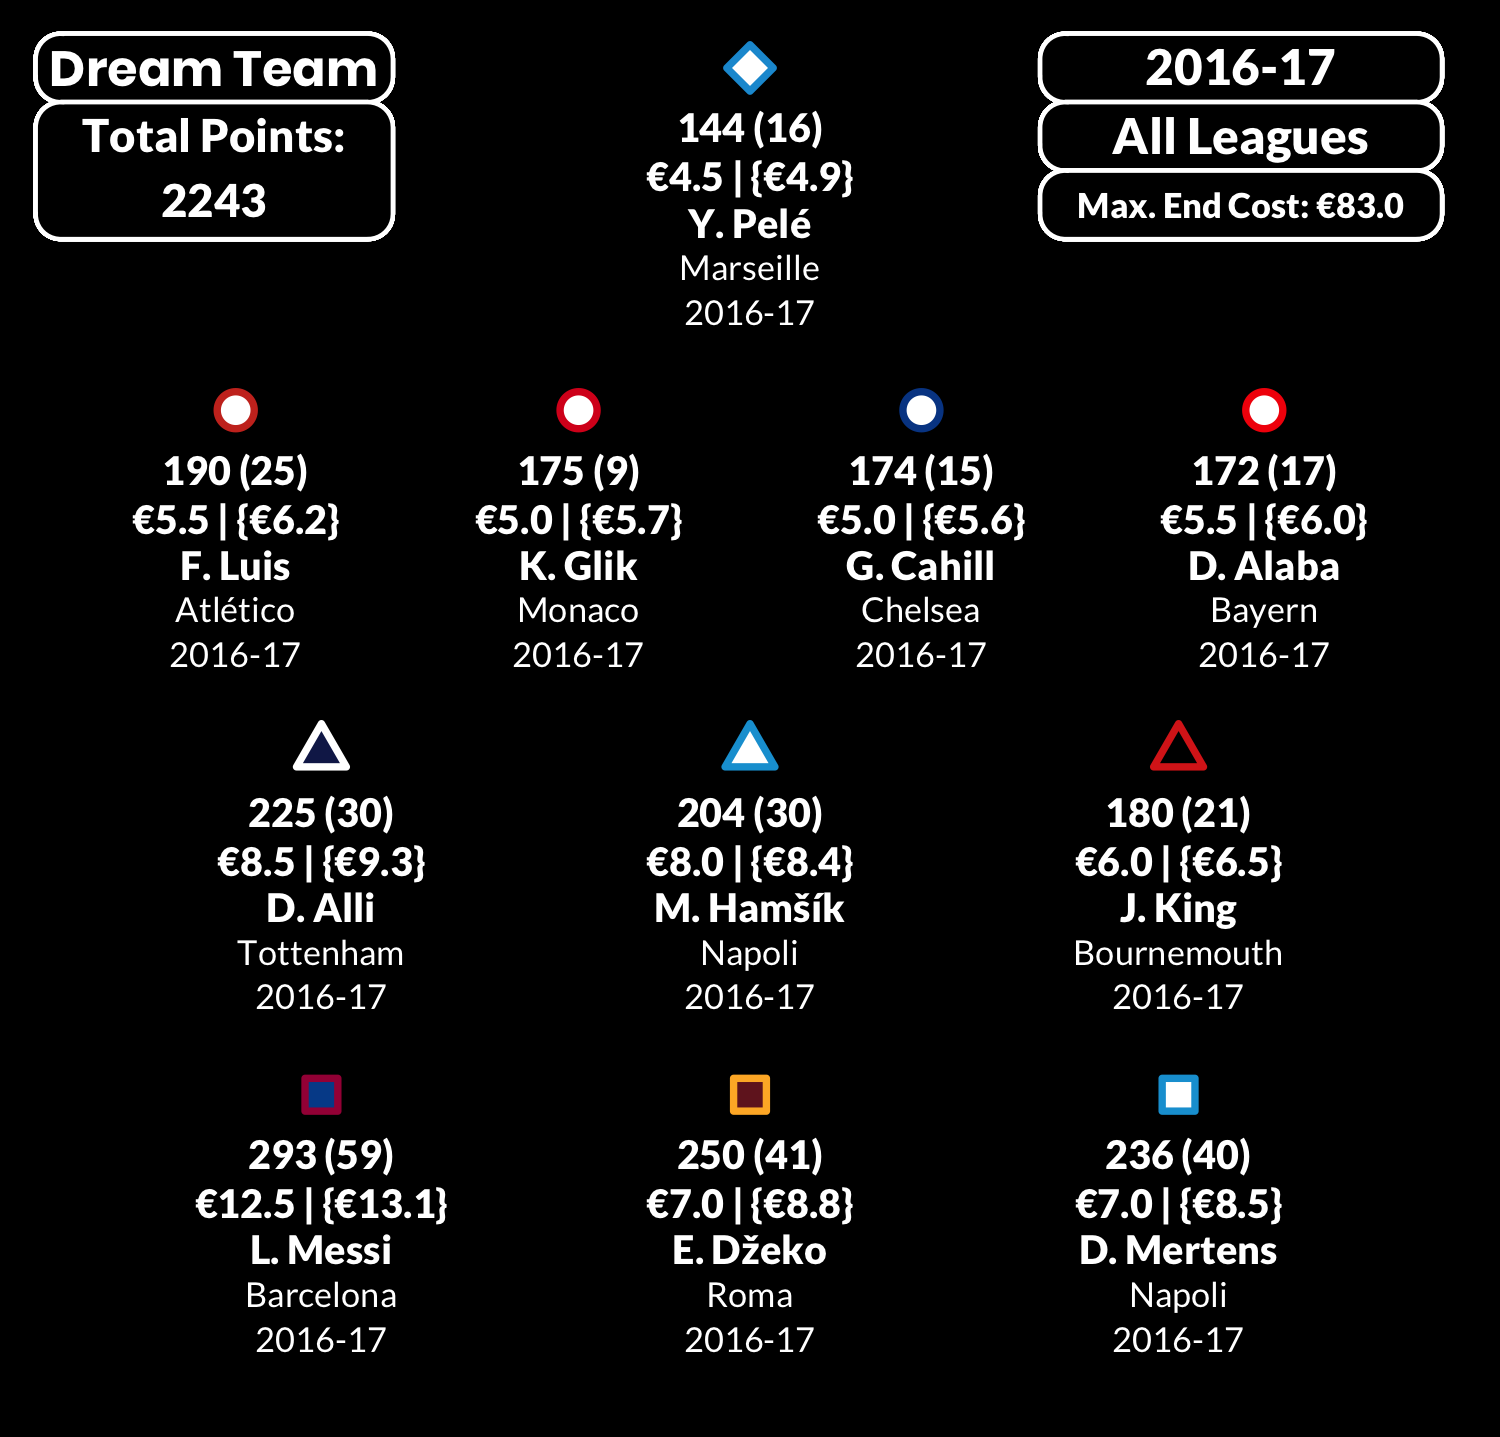 Dream Team
Total Points:
2243
2016-17
All Leagues
Max. End Cost: €83.0
144 (16)
€4.5 | {€4.9}
Y. Pelé
Marseille
2016-17
190 (25)
€5.5 | {€6.2}
F. Luis
Atlético
2016-17
175 (9)
€5.0 | {€5.7}
K. Glik
Monaco
2016-17
174 (15)
€5.0 | {€5.6}
G. Cahill
Chelsea
2016-17
172 (17)
€5.5 | {€6.0}
D. Alaba
Bayern
2016-17
225 (30)
€8.5 | {€9.3}
D. Alli
Tottenham
2016-17
204 (30)
€8.0 | {€8.4}
M. Hamšík
Napoli
2016-17
180 (21)
€6.0 | {€6.5}
J. King
Bournemouth
2016-17
293 (59)
€12.5 | {€13.1}
L. Messi
Barcelona
2016-17
250 (41)
€7.0 | {€8.8}
E. Džeko
Roma
2016-17
236 (40)
€7.0 | {€8.5}
D. Mertens
Napoli
2016-17